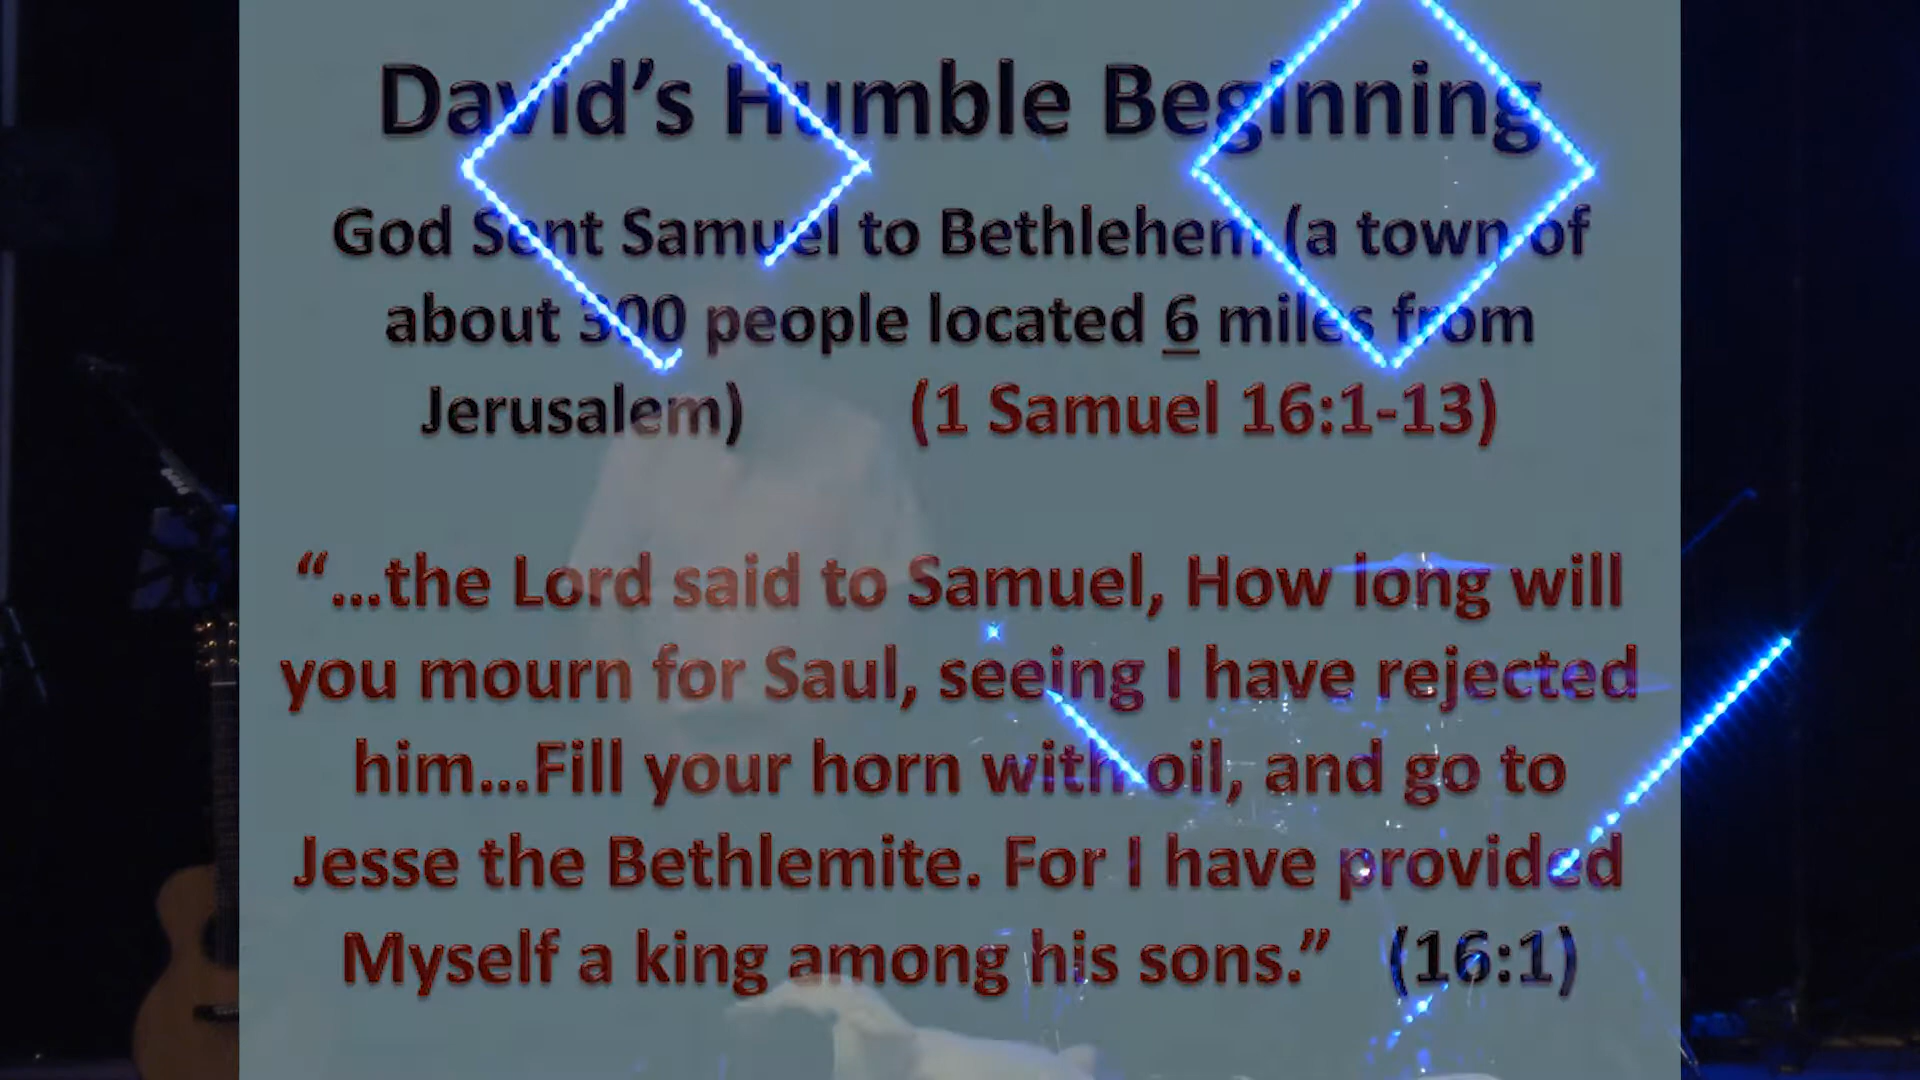 David’s Humble Beginning
God Sent Samuel to Bethlehem (a town of
about 300 people located 6 miles from
Jerusalem) (1 Samuel 16:1-13)
“...the Lord said to Samuel, How long will
you mourn for Saul, seeing I have rejected
him...Fill your horn with oil, and go to
Jesse the Bethlemite. For I have provided
Myself a king among his sons.” (16:1)